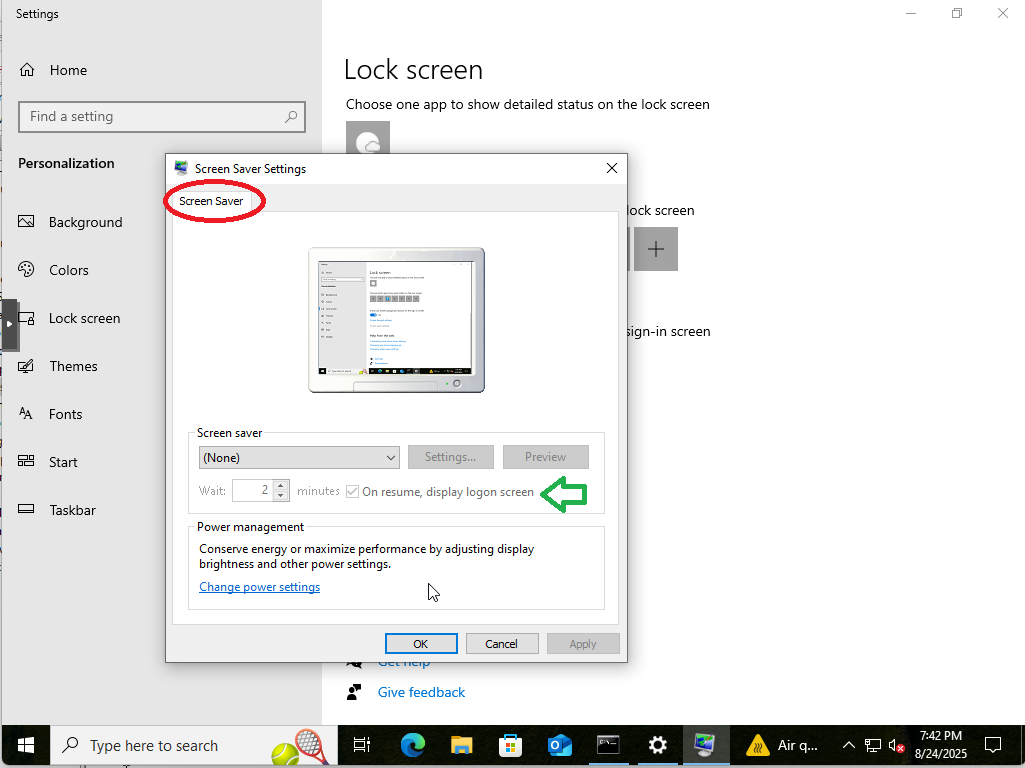 Settings
Home
Find a setting
Personalization
Background
Colors
Lock screen
Themes
Fonts
Start
Taskbar
Lock screen
Choose one app to show detailed status on the lock screen
lock screen
sign-in screen
Screen Saver Settings
Screen Saver
Screen saver
(None)
Settings...
Preview
Wait: 2 minutes On resume, display logon screen
Power management
Conserve energy or maximize performance by adjusting display
brightness and other power settings.
Change power settings
OK Cancel Apply
Get help
Give feedback
Type here to search
Air q...
7:42 PM
8/24/2025